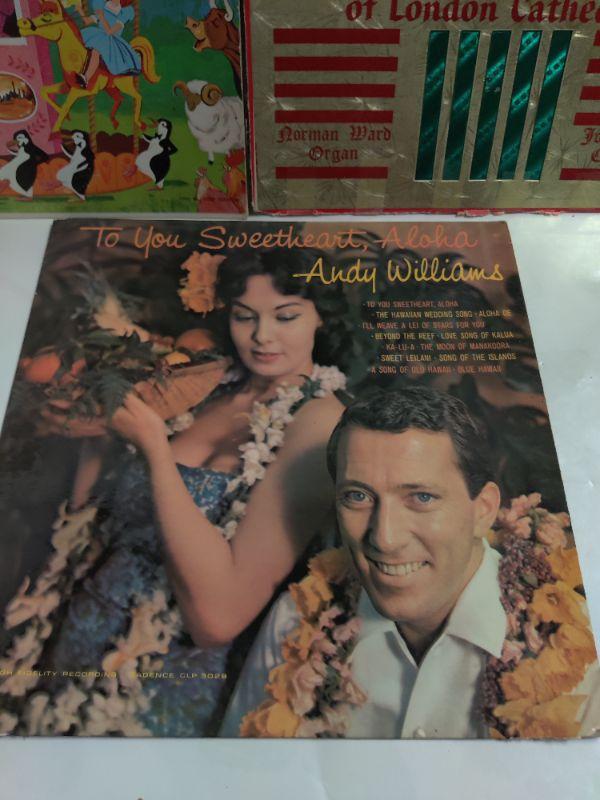 of London Cathe
Norman Ward
Organ
To You Sweetheart, Aloha
Andy Williams
·TO YOU SWEETHEART, ALOHA
·THE HAWAIIAN WEDDING SONG · ALOHA OE
I'LL WEAVE A LEI OF STARS FOR YOU
·BEYOND THE REEF · LOVE SONG OF KALUA
·KA-LU-A · THE MOON OF MANAKOORA
·SWEET LEILANI · SONG OF THE ISLANDS
·A SONG OF OLD HAWAII · BLUE HAWAII
GH FIDELITY RECORDING CADENCE CLP 3029